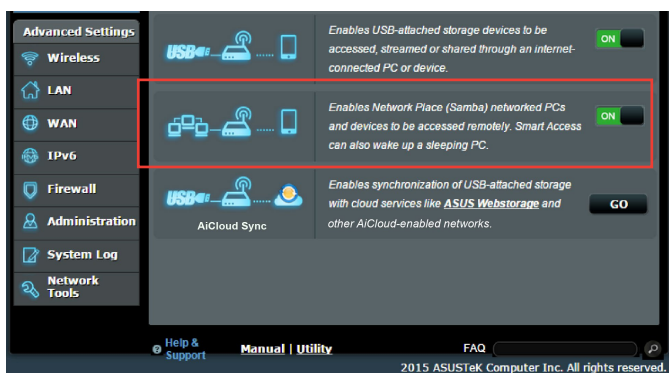 Advanced Settings
Wireless
LAN
WAN
IPv6
Firewall
Administration
System Log
Network
Tools
USB
Enables USB-attached storage devices to be
accessed, streamed or shared through an internet-
connected PC or device.
ON
Enables Network Place (Samba) networked PCs
and devices to be accessed remotely. Smart Access
can also wake up a sleeping PC.
ON
USB
AiCloud Sync
Enables synchronization of USB-attached storage
with cloud services like ASUS Webstorage and
other AiCloud-enabled networks.
GO
Help &
Support
Manual | Utility
FAQ
2015 ASUSTeK Computer Inc. All rights reserved.